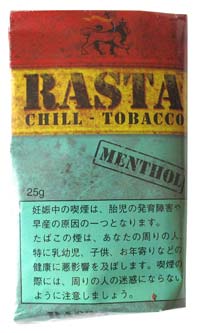 RASTA
CHILL - TOBACCO
MENTHOL
25g
妊娠中の喫煙は、胎児の発育障害や
早産の原因の一つとなります。
たばこの煙は、あなたの周りの人、
特に乳幼児、子供、お年寄りなどの
健康に悪影響を及ぼします。喫煙
の際には、周りの人の迷惑にならない
ように注意しましょう。